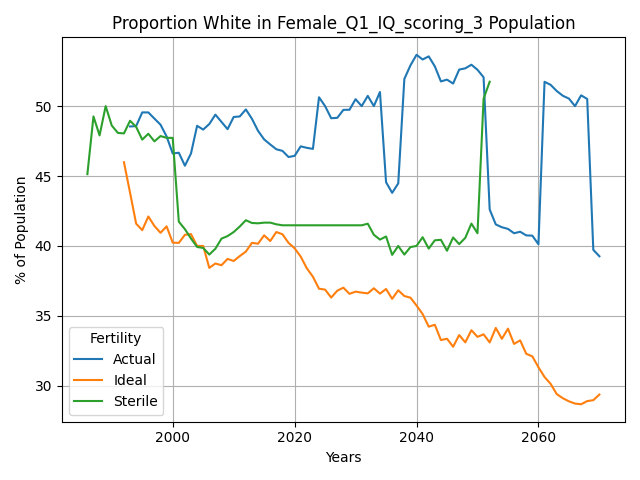 Proportion White in Female_Q1_IQ_scoring_3 Population
% of Population
50
45
40
35
30
Fertility
Actual
Ideal
Sterile
2000
2020
2040
2060
Years